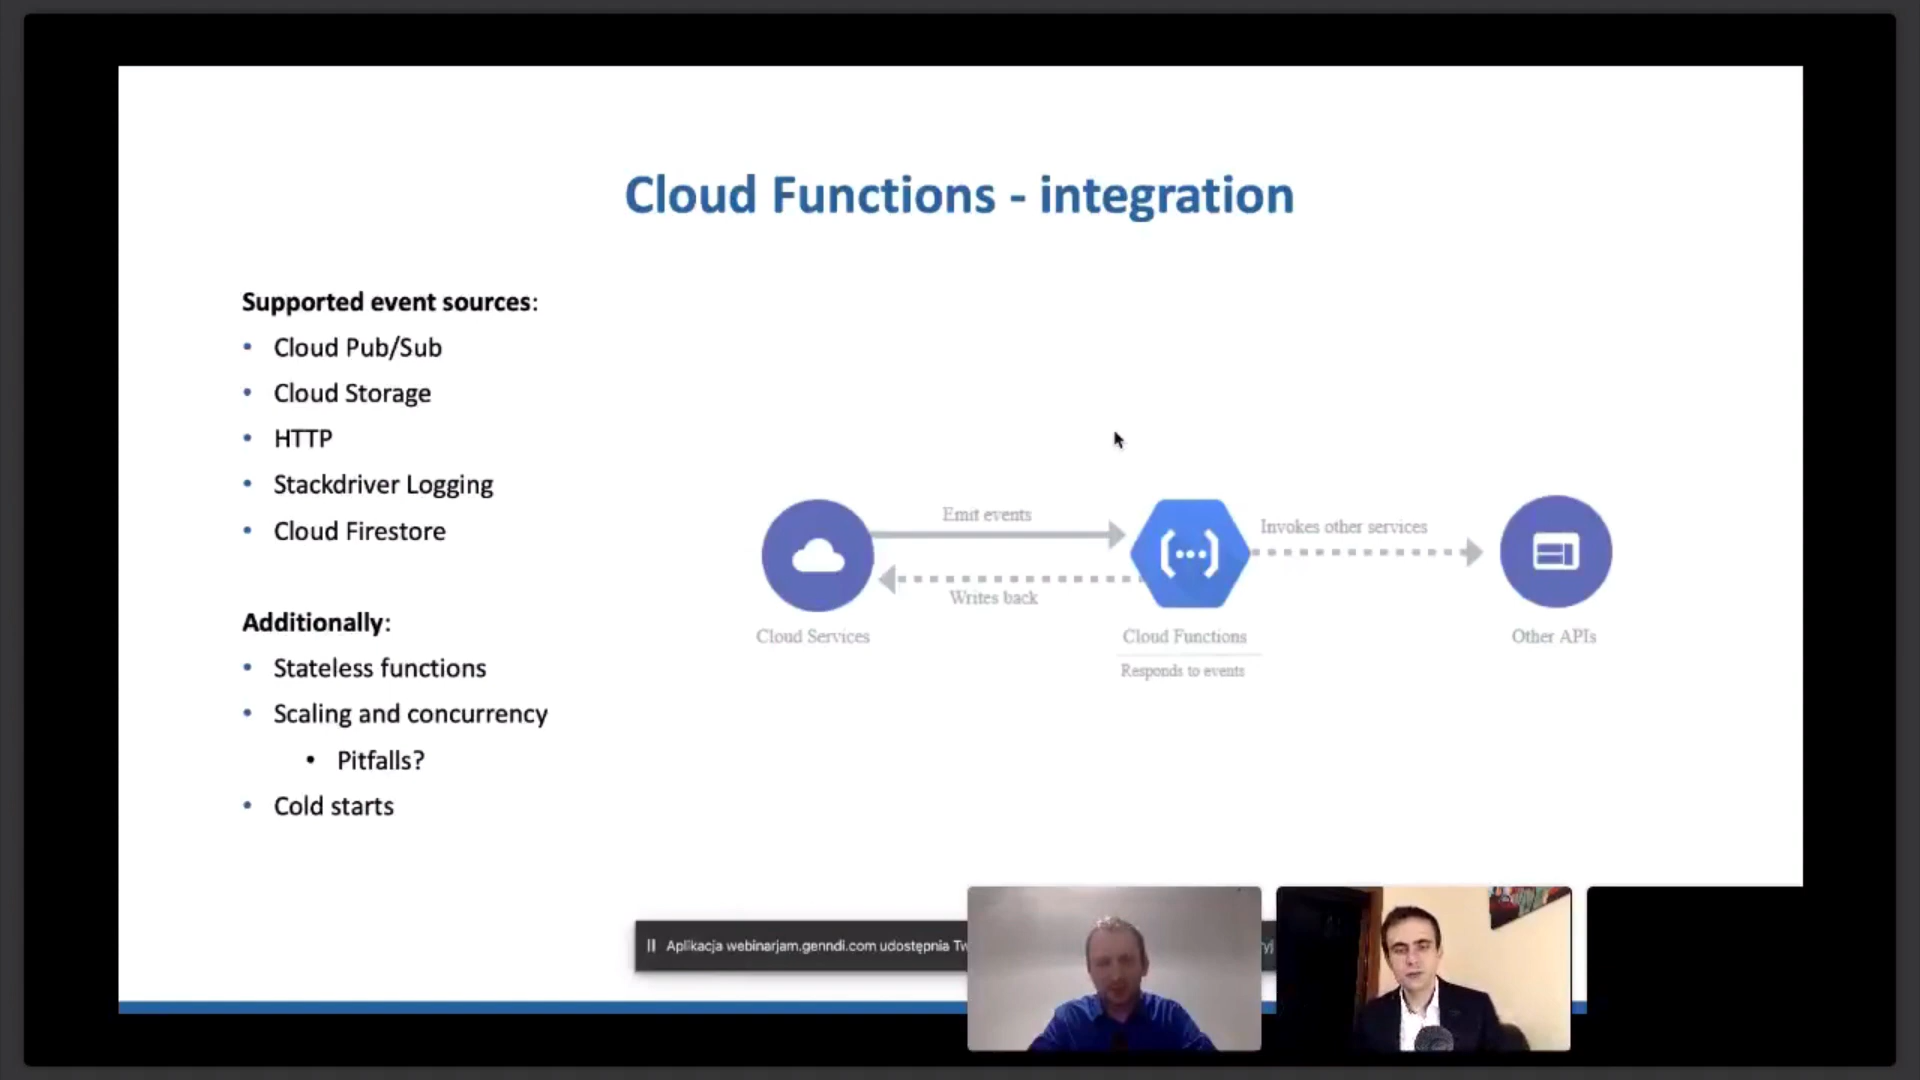 Cloud Functions - integration
Supported event sources:
• Cloud Pub/Sub
• Cloud Storage
• HTTP
• Stackdriver Logging
• Cloud Firestore
Additionally:
• Stateless functions
• Scaling and concurrency
• Pitfalls?
• Cold starts
Emit events
Writes back
Invokes other services
Cloud Services
Cloud Functions
Responds to events
Other APIs
Aplikacja webinarjam.genndi.com udostępnia